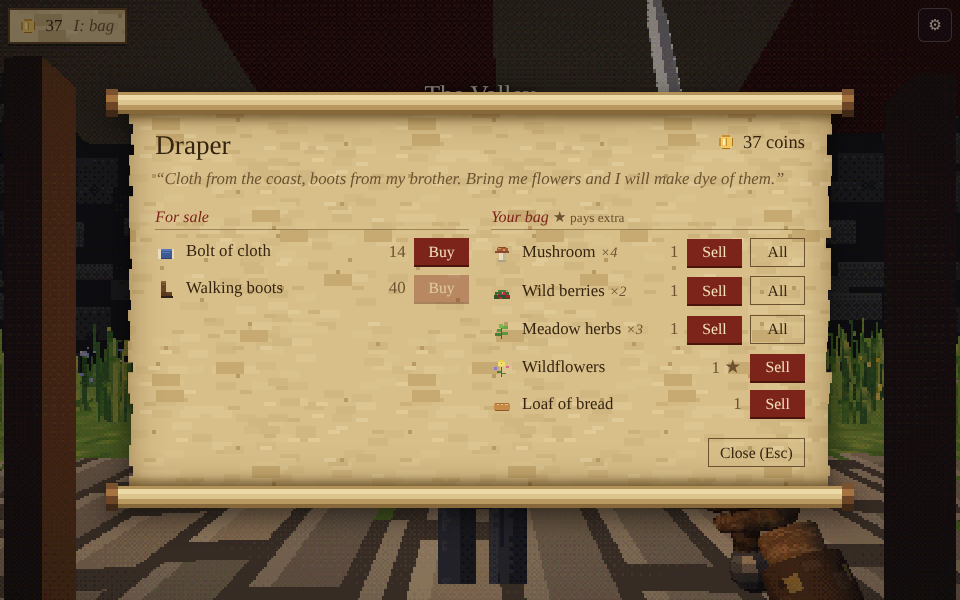 37 I: bag
The Valley
Draper
37 coins
“Cloth from the coast, boots from my brother. Bring me flowers and I will make dye of them.”
For sale
Bolt of cloth 14 Buy
Walking boots 40 Buy
Your bag ★ pays extra
Mushroom ×4 1 Sell All
Wild berries ×2 1 Sell All
Meadow herbs ×3 1 Sell All
Wildflowers 1 ★ Sell
Loaf of bread 1 Sell
Close (Esc)